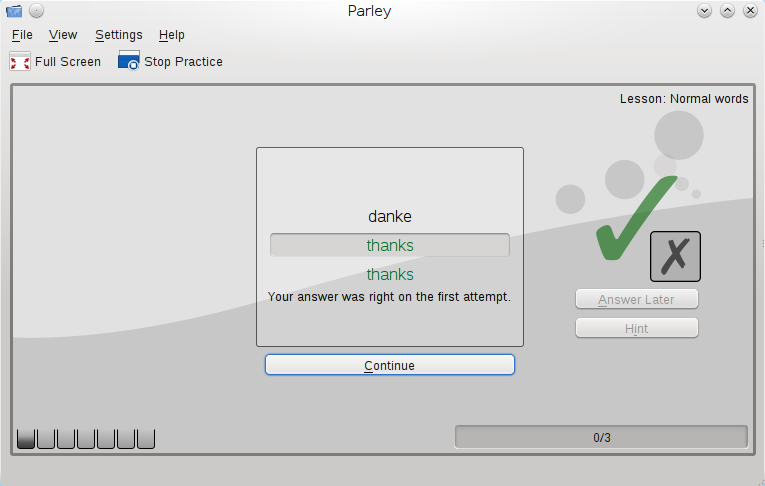 Parley
File View Settings Help
Full Screen Stop Practice
Lesson: Normal words
danke
thanks
thanks
Your answer was right on the first attempt.
Answer Later
Hint
Continue
0/3